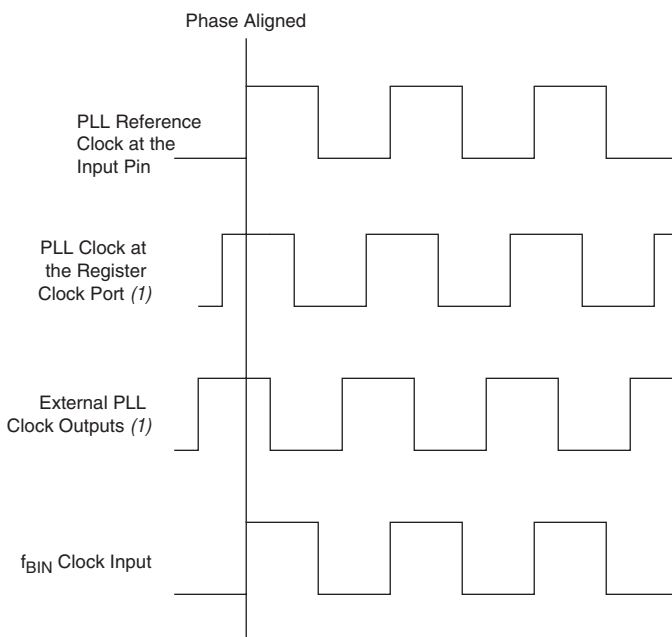 Phase Aligned
PLL Reference
Clock at the
Input Pin
PLL Clock at
the Register
Clock Port (1)
External PLL
Clock Outputs (1)
fBIN Clock Input